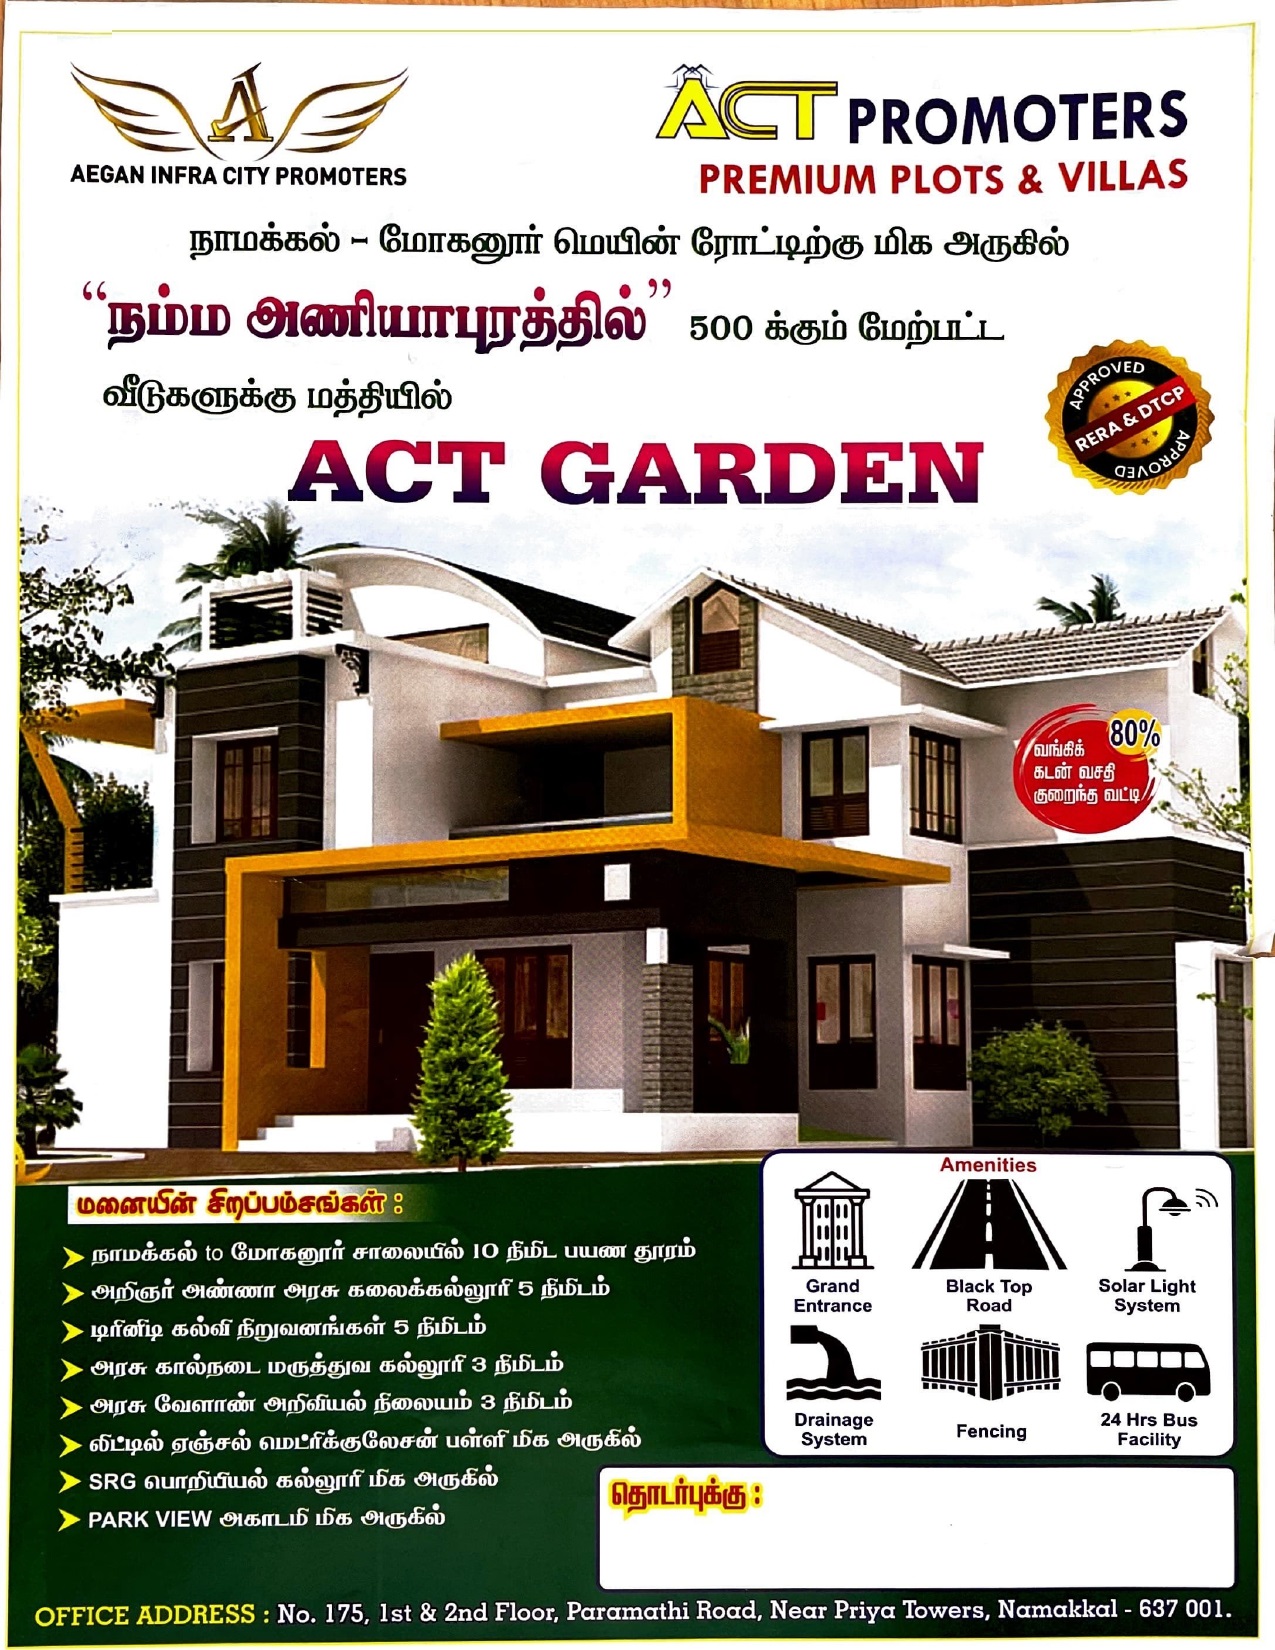 A
AEGAN INFRA CITY PROMOTERS
ACT PROMOTERS
PREMIUM PLOTS & VILLAS
நாமக்கல் – மோகனூர் மெயின் ரோட்டிற்கு மிக அருகில்
“நம்ம அணியாபுரத்தில்” 500 க்கும் மேற்பட்ட
வீடுகளுக்கு மத்தியில்
APPROVED
RERA & DTCP
APPROVED
ACT GARDEN
80%
வங்கிக்
கடன் வசதி
குறைந்த வட்டி
மனையின் சிறப்பம்சங்கள் :
நாமக்கல் to மோகனூர் சாலையில் 10 நிமிட பயண தூரம்
அறிஞர் அண்ணா அரசு கலைக்கல்லூரி 5 நிமிடம்
டிரினிடி கல்வி நிறுவனங்கள் 5 நிமிடம்
அரசு கால்நடை மருத்துவ கல்லூரி 3 நிமிடம்
அரசு வேளாண் அறிவியல் நிலையம் 3 நிமிடம்
லிட்டில் ஏஞ்சல் மெட்ரிக்குலேசன் பள்ளி மிக அருகில்
SRG பொறியியல் கல்லூரி மிக அருகில்
PARK VIEW அகாடமி மிக அருகில்
Amenities
Grand
Entrance
Black Top
Road
Solar Light
System
Drainage
System
Fencing
24 Hrs Bus
Facility
தொடர்புக்கு :
OFFICE ADDRESS : No. 175, 1st & 2nd Floor, Paramathi Road, Near Priya Towers, Namakkal - 637 001.